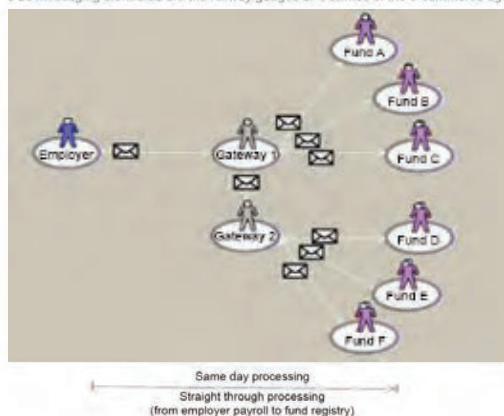 Fund A
Fund B
Employer
Gateway 1
Fund C
Gateway 2
Fund D
Fund E
Fund F
Same day processing
Straight through processing
(from employer payroll to fund registry)